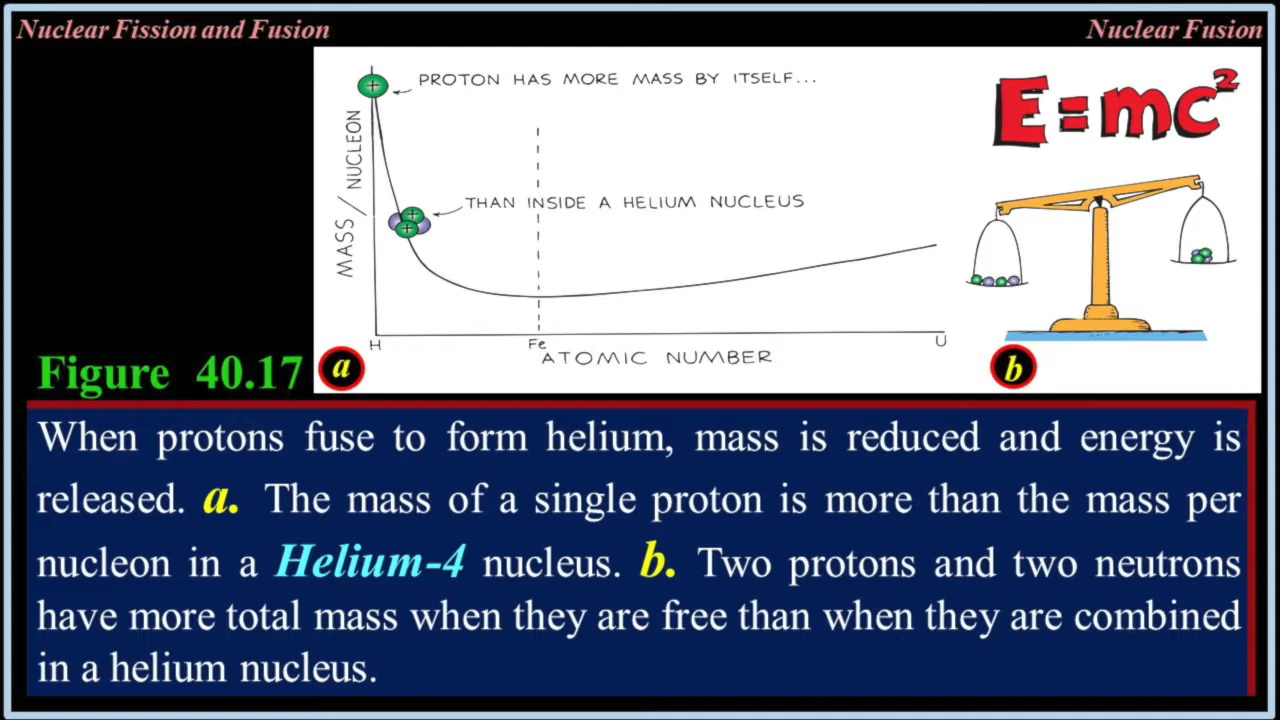 Nuclear Fission and Fusion
Nuclear Fusion
PROTON HAS MORE MASS BY ITSELF...
E=mc²
MASS / NUCLEON
THAN INSIDE A HELIUM NUCLEUS
H
Fe
U
ATOMIC NUMBER
Figure 40.17
a
b
When protons fuse to form helium, mass is reduced and energy is
released. a. The mass of a single proton is more than the mass per
nucleon in a Helium-4 nucleus. b. Two protons and two neutrons
have more total mass when they are free than when they are combined
in a helium nucleus.